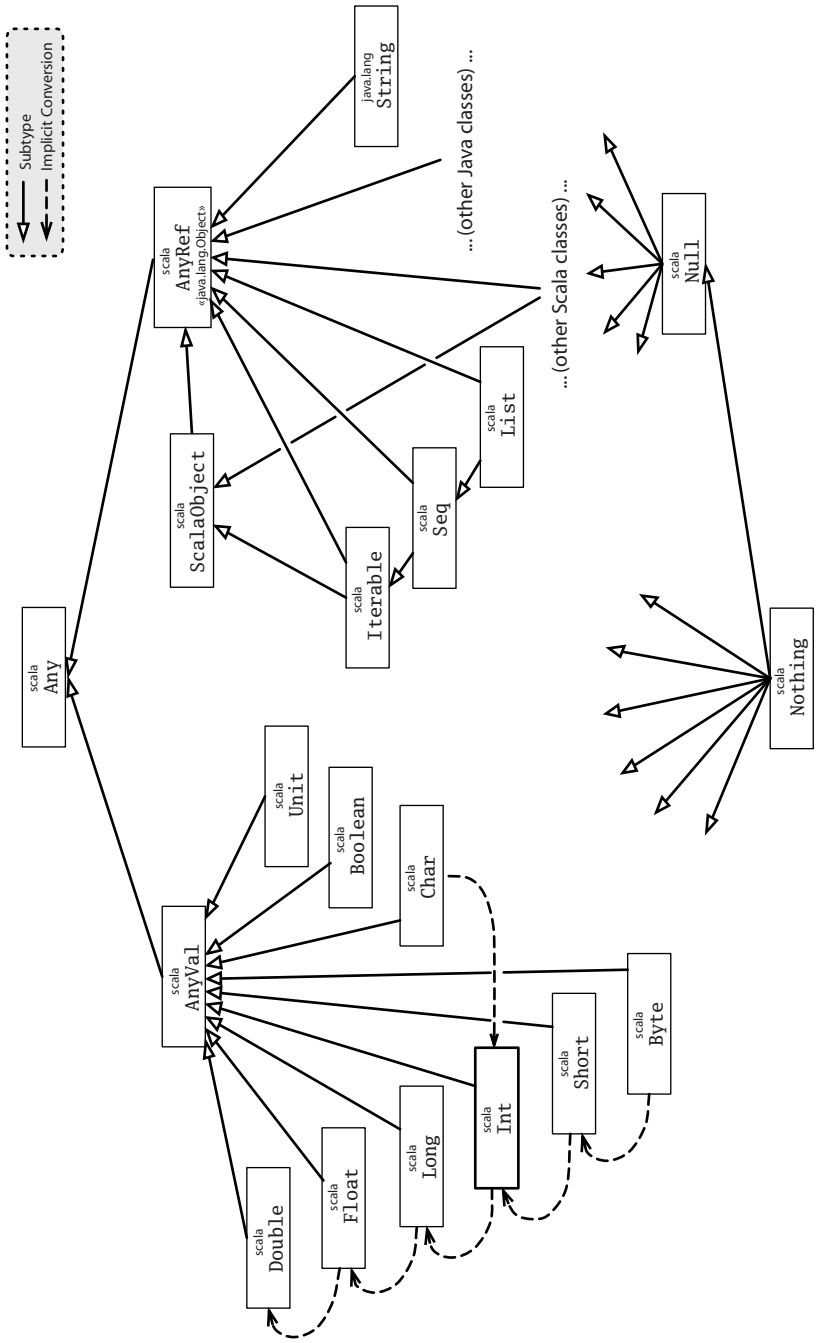 Subtype
Implicit Conversion
scala
Any
scala
AnyVal
scala
AnyRef
«java.lang.Object»
scala
Double
scala
Float
scala
Long
scala
Int
scala
Short
scala
Byte
scala
Char
scala
Boolean
scala
Unit
scala
ScalaObject
scala
Iterable
scala
Seq
scala
List
java.lang
String
... (other Java classes) ...
... (other Scala classes) ...
scala
Null
scala
Nothing